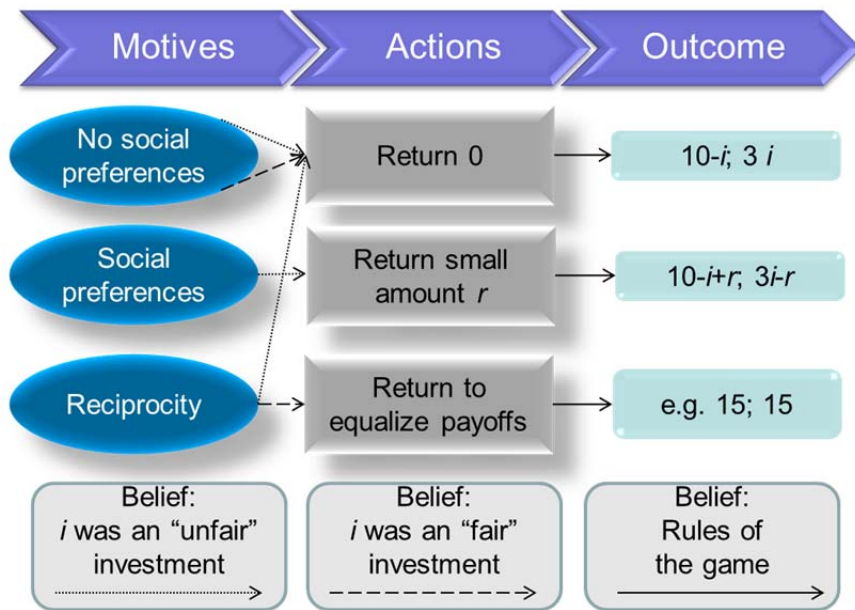 Motives
Actions
Outcome
No social
preferences
Return 0
10-i; 3 i
Social
preferences
Return small
amount r
10-i+r; 3i-r
Reciprocity
Return to
equalize payoffs
e.g. 15; 15
Belief:
i was an “unfair”
investment
Belief:
i was an “fair”
investment
Belief:
Rules of
the game